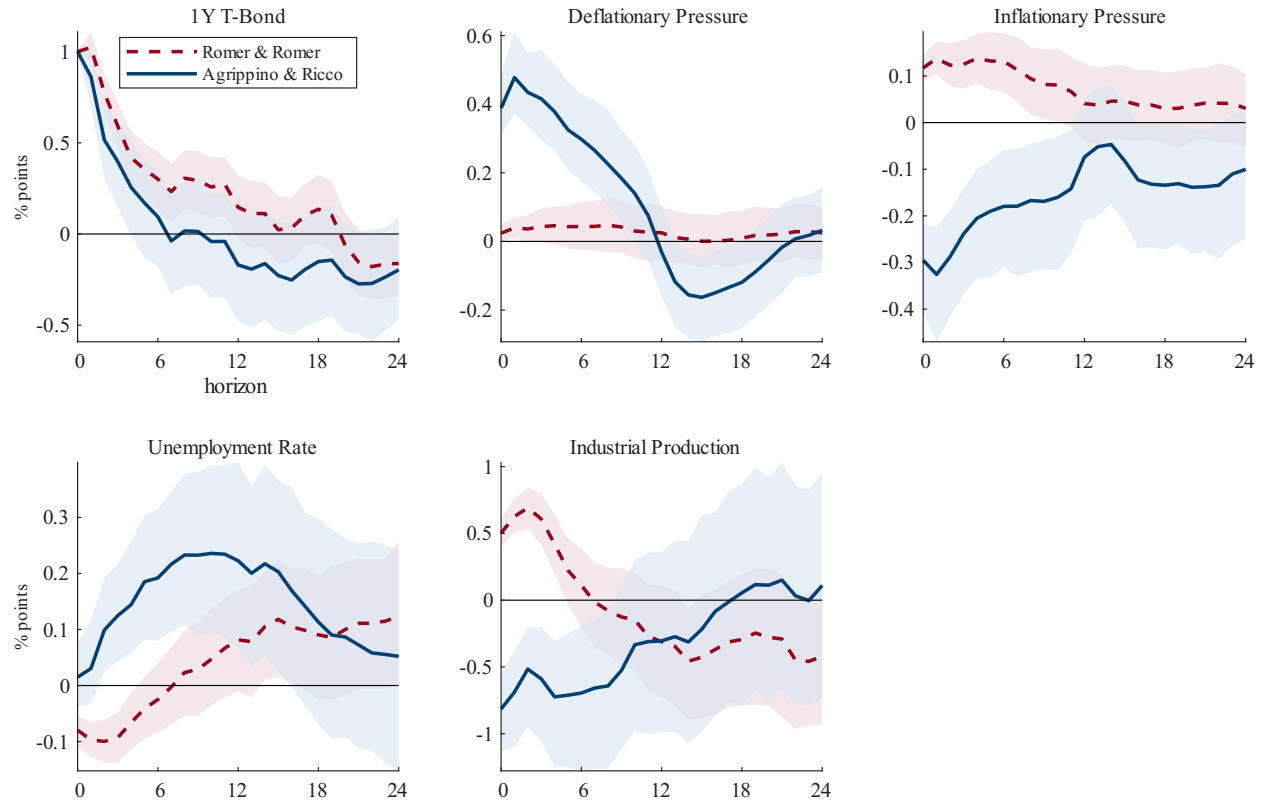 1Y T-Bond
Deflationary Pressure
Inflationary Pressure
Romer & Romer
Agrippino & Ricco
% points
1
0.5
0
-0.5
0 6 12 18 24
horizon
0.6
0.4
0.2
0
-0.2
0 6 12 18 24
0.1
0
-0.1
-0.2
-0.3
-0.4
0 6 12 18 24
Unemployment Rate
Industrial Production
% points
0.3
0.2
0.1
0
-0.1
0 6 12 18 24
1
0.5
0
-0.5
-1
0 6 12 18 24